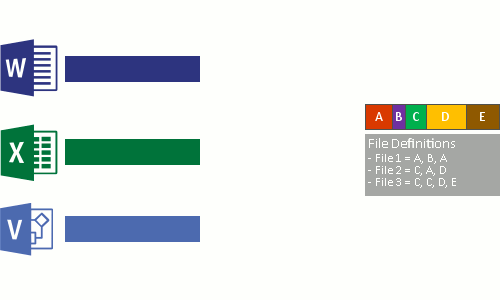 W
X
V
A B C D E
File Definitions
- File 1 = A, B, A
- File 2 = C, A, D
- File 3 = C, C, D, E